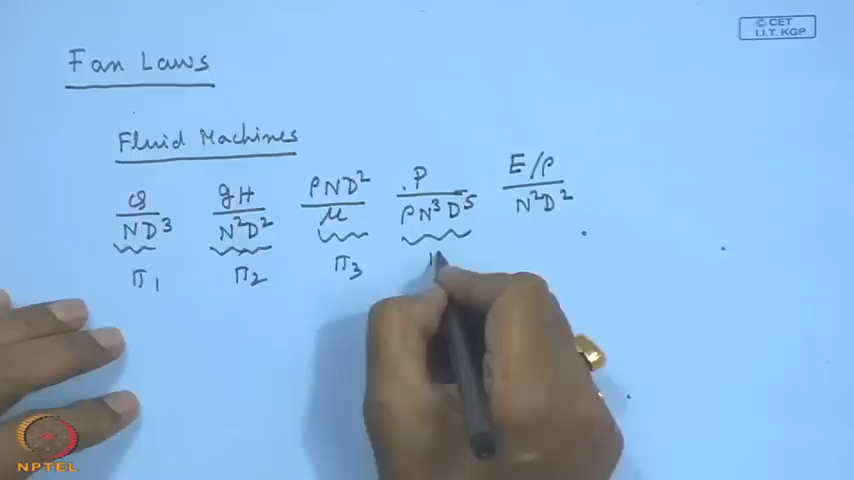 © CET
I.I.T. KGP
Fan Laws
Fluid Machines
Q/ND³ gH/N²D² ρND²/μ P/ρN³D⁵ E/ρ/N²D²
π₁ π₂ π₃
NPTEL